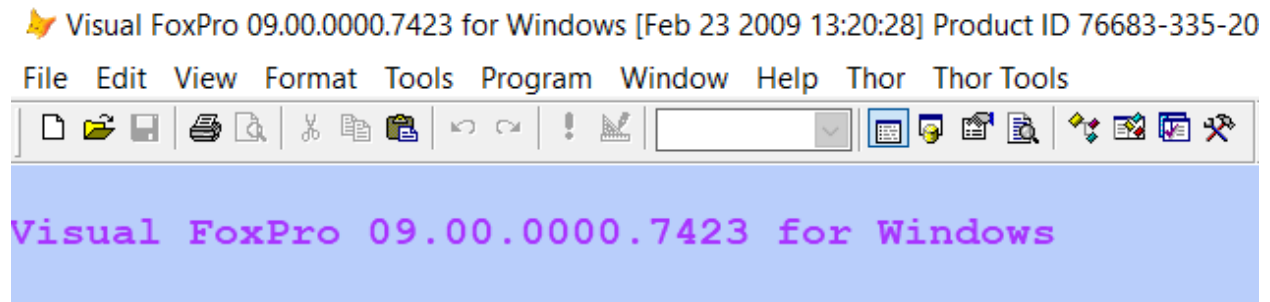 Visual FoxPro 09.00.0000.7423 for Windows [Feb 23 2009 13:20:28] Product ID 76683-335-20
File Edit View Format Tools Program Window Help Thor Thor Tools
Visual FoxPro 09.00.0000.7423 for Windows